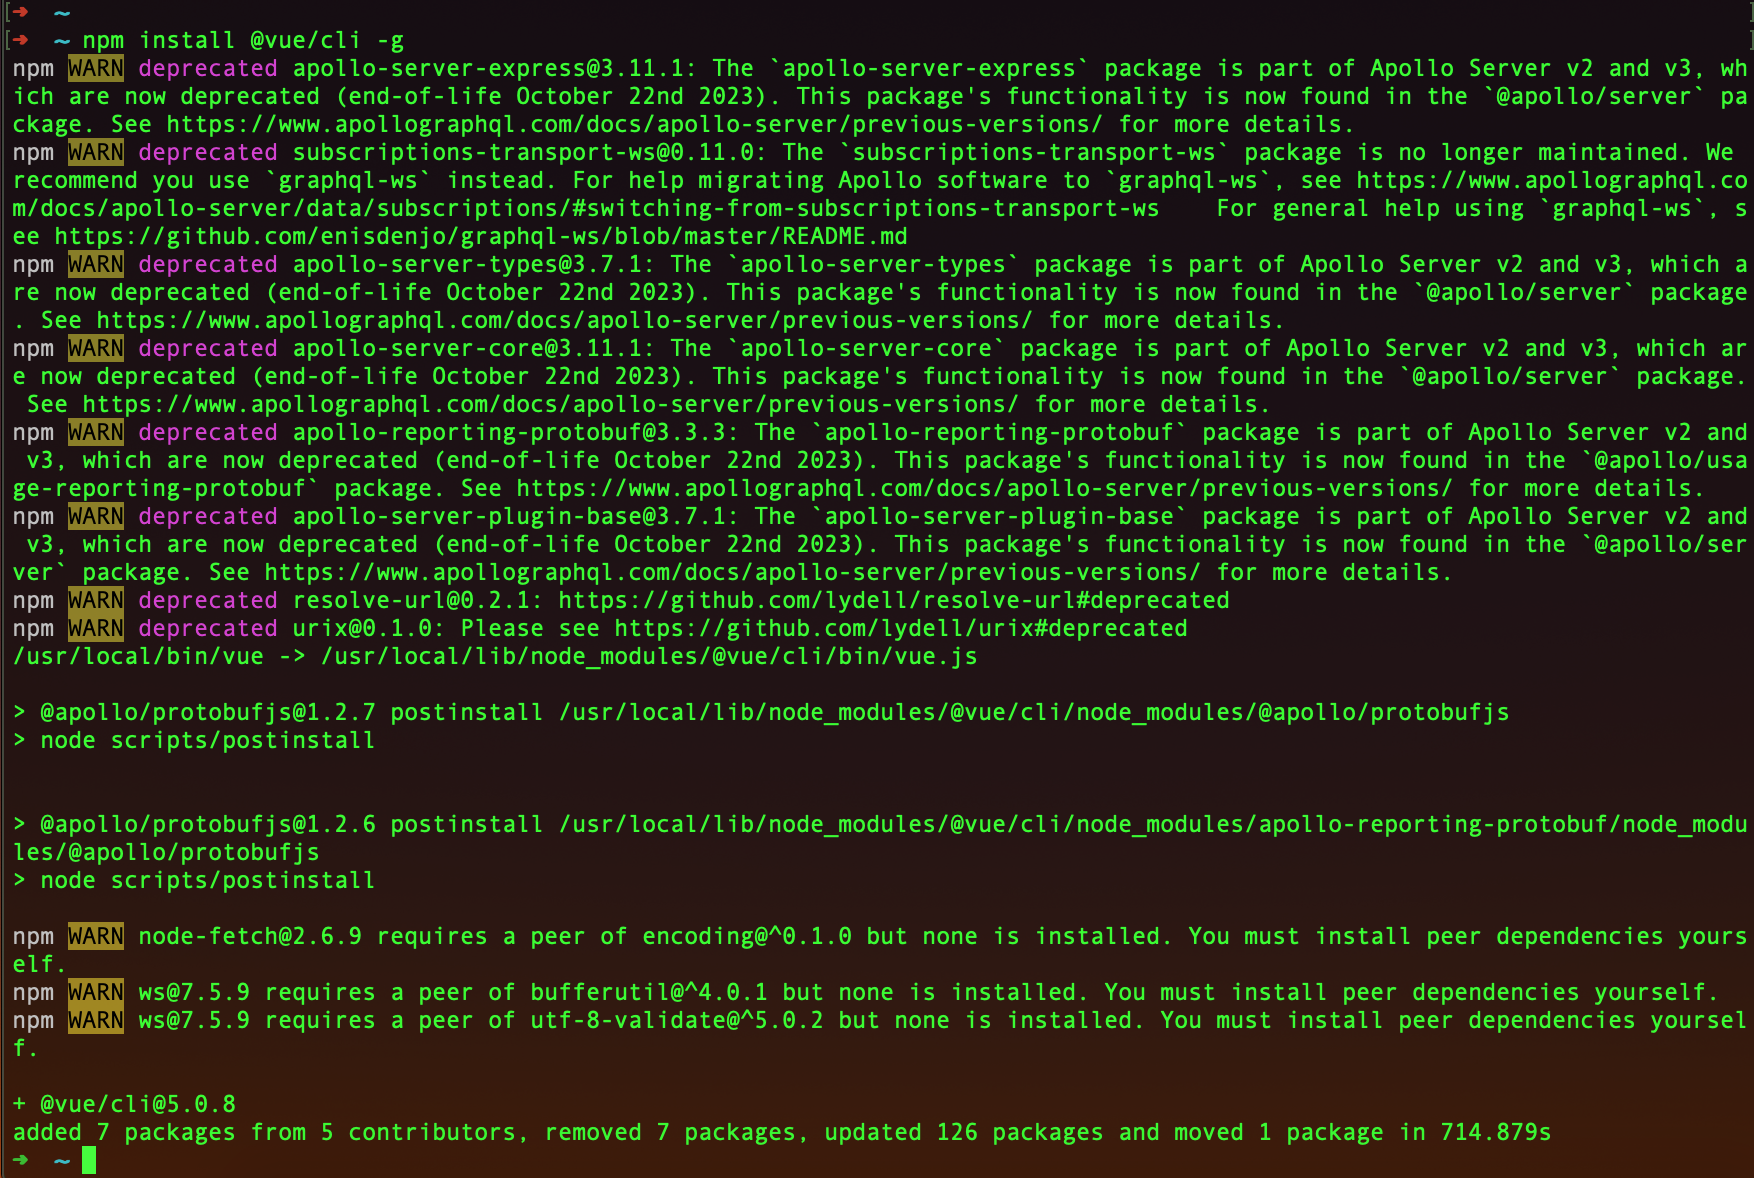 [➜  ~ ]
[➜  ~ npm install @vue/cli -g ]
npm WARN deprecated apollo-server-express@3.11.1: The `apollo-server-express` package is part of Apollo Server v2 and v3, wh
ich are now deprecated (end-of-life October 22nd 2023). This package's functionality is now found in the `@apollo/server` pa
ckage. See https://www.apollographql.com/docs/apollo-server/previous-versions/ for more details.
npm WARN deprecated subscriptions-transport-ws@0.11.0: The `subscriptions-transport-ws` package is no longer maintained. We 
recommend you use `graphql-ws` instead. For help migrating Apollo software to `graphql-ws`, see https://www.apollographql.co
m/docs/apollo-server/data/subscriptions/#switching-from-subscriptions-transport-ws    For general help using `graphql-ws`, s
ee https://github.com/enisdenjo/graphql-ws/blob/master/README.md
npm WARN deprecated apollo-server-types@3.7.1: The `apollo-server-types` package is part of Apollo Server v2 and v3, which a
re now deprecated (end-of-life October 22nd 2023). This package's functionality is now found in the `@apollo/server` package
. See https://www.apollographql.com/docs/apollo-server/previous-versions/ for more details.
npm WARN deprecated apollo-server-core@3.11.1: The `apollo-server-core` package is part of Apollo Server v2 and v3, which ar
e now deprecated (end-of-life October 22nd 2023). This package's functionality is now found in the `@apollo/server` package.
 See https://www.apollographql.com/docs/apollo-server/previous-versions/ for more details.
npm WARN deprecated apollo-reporting-protobuf@3.3.3: The `apollo-reporting-protobuf` package is part of Apollo Server v2 and
 v3, which are now deprecated (end-of-life October 22nd 2023). This package's functionality is now found in the `@apollo/usa
ge-reporting-protobuf` package. See https://www.apollographql.com/docs/apollo-server/previous-versions/ for more details.
npm WARN deprecated apollo-server-plugin-base@3.7.1: The `apollo-server-plugin-base` package is part of Apollo Server v2 and
 v3, which are now deprecated (end-of-life October 22nd 2023). This package's functionality is now found in the `@apollo/ser
ver` package. See https://www.apollographql.com/docs/apollo-server/previous-versions/ for more details.
npm WARN deprecated resolve-url@0.2.1: https://github.com/lydell/resolve-url#deprecated
npm WARN deprecated urix@0.1.0: Please see https://github.com/lydell/urix#deprecated
/usr/local/bin/vue -> /usr/local/lib/node_modules/@vue/cli/bin/vue.js
> @apollo/protobufjs@1.2.7 postinstall /usr/local/lib/node_modules/@vue/cli/node_modules/@apollo/protobufjs
> node scripts/postinstall
> @apollo/protobufjs@1.2.6 postinstall /usr/local/lib/node_modules/@vue/cli/node_modules/apollo-reporting-protobuf/node_modu
les/@apollo/protobufjs
> node scripts/postinstall
npm WARN node-fetch@2.6.9 requires a peer of encoding@^0.1.0 but none is installed. You must install peer dependencies yours
elf.
npm WARN ws@7.5.9 requires a peer of bufferutil@^4.0.1 but none is installed. You must install peer dependencies yourself.
npm WARN ws@7.5.9 requires a peer of utf-8-validate@^5.0.2 but none is installed. You must install peer dependencies yoursel
f.
+ @vue/cli@5.0.8
added 7 packages from 5 contributors, removed 7 packages, updated 126 packages and moved 1 package in 714.879s
➜  ~